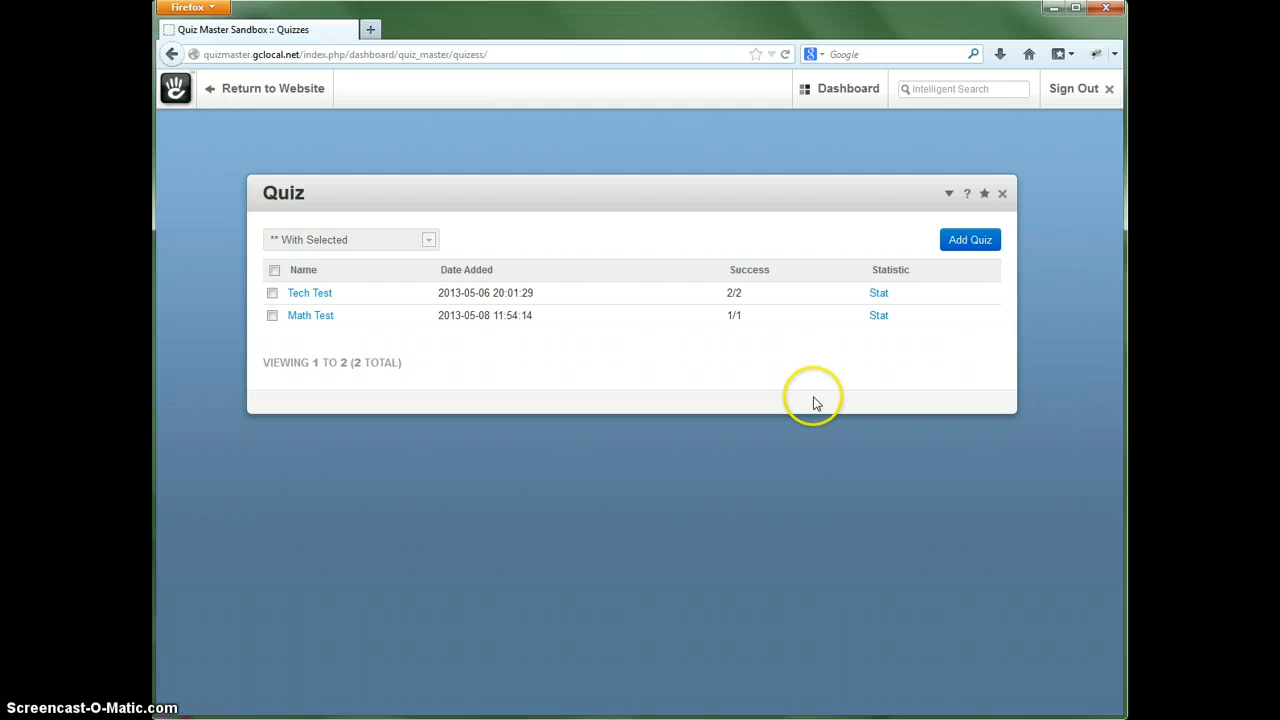 Firefox
Quiz Master Sandbox :: Quizzes
quizmaster.gclocal.net/index.php/dashboard/quiz_master/quizess/
Google
Return to Website
Dashboard
Intelligent Search
Sign Out
Quiz
** With Selected
Add Quiz
Name Date Added Success Statistic
Tech Test 2013-05-06 20:01:29 2/2 Stat
Math Test 2013-05-08 11:54:14 1/1 Stat
VIEWING 1 TO 2 (2 TOTAL)
Screencast-O-Matic.com